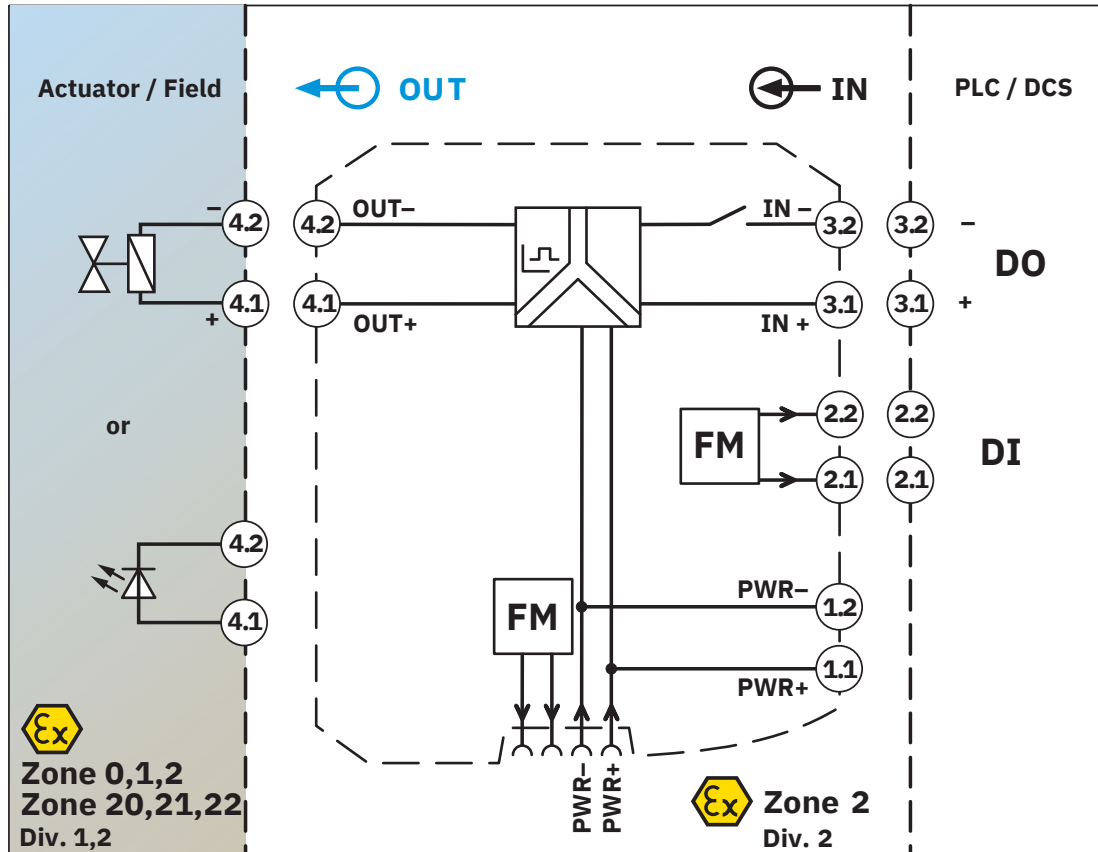 Actuator / Field
OUT
IN
PLC / DCS
−
4.2
4.2
OUT−
IN −
3.2
3.2
−
DO
+
4.1
4.1
OUT+
IN +
3.1
3.1
+
or
FM
2.2
2.2
DI
2.1
2.1
4.2
4.1
FM
PWR−
1.2
1.1
PWR+
PWR−
PWR+
Ex
Zone 0,1,2
Zone 20,21,22
Div. 1,2
Ex
Zone 2
Div. 2